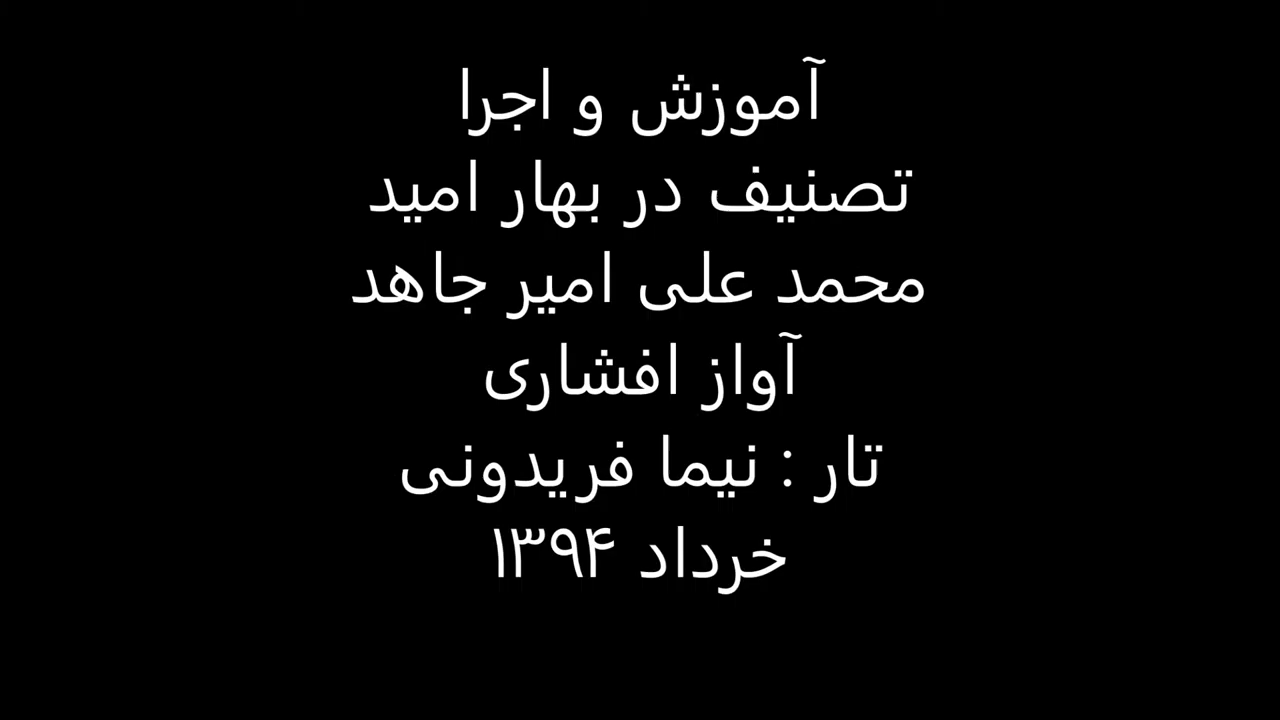 آموزش و اجرا
تصنیف در بهار امید
محمد علی امیر جاهد
آواز افشاری
تار : نیما فریدونی
خرداد ۱۳۹۴